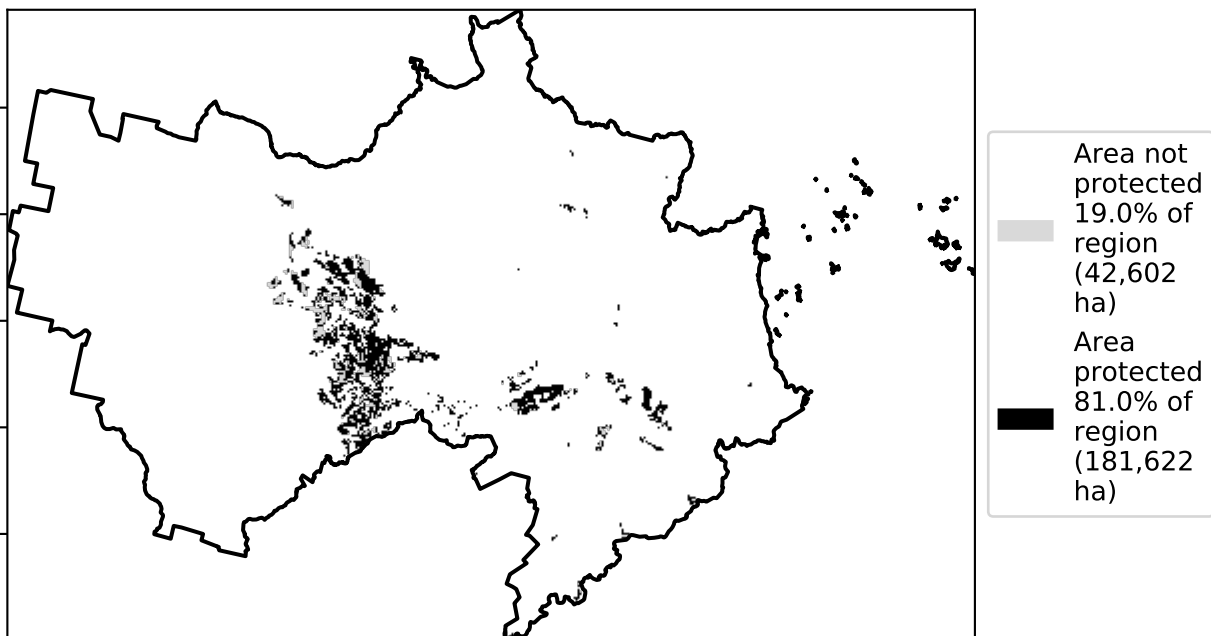 Area not
protected
19.0% of
region
(42,602
ha)
Area
protected
81.0% of
region
(181,622
ha)